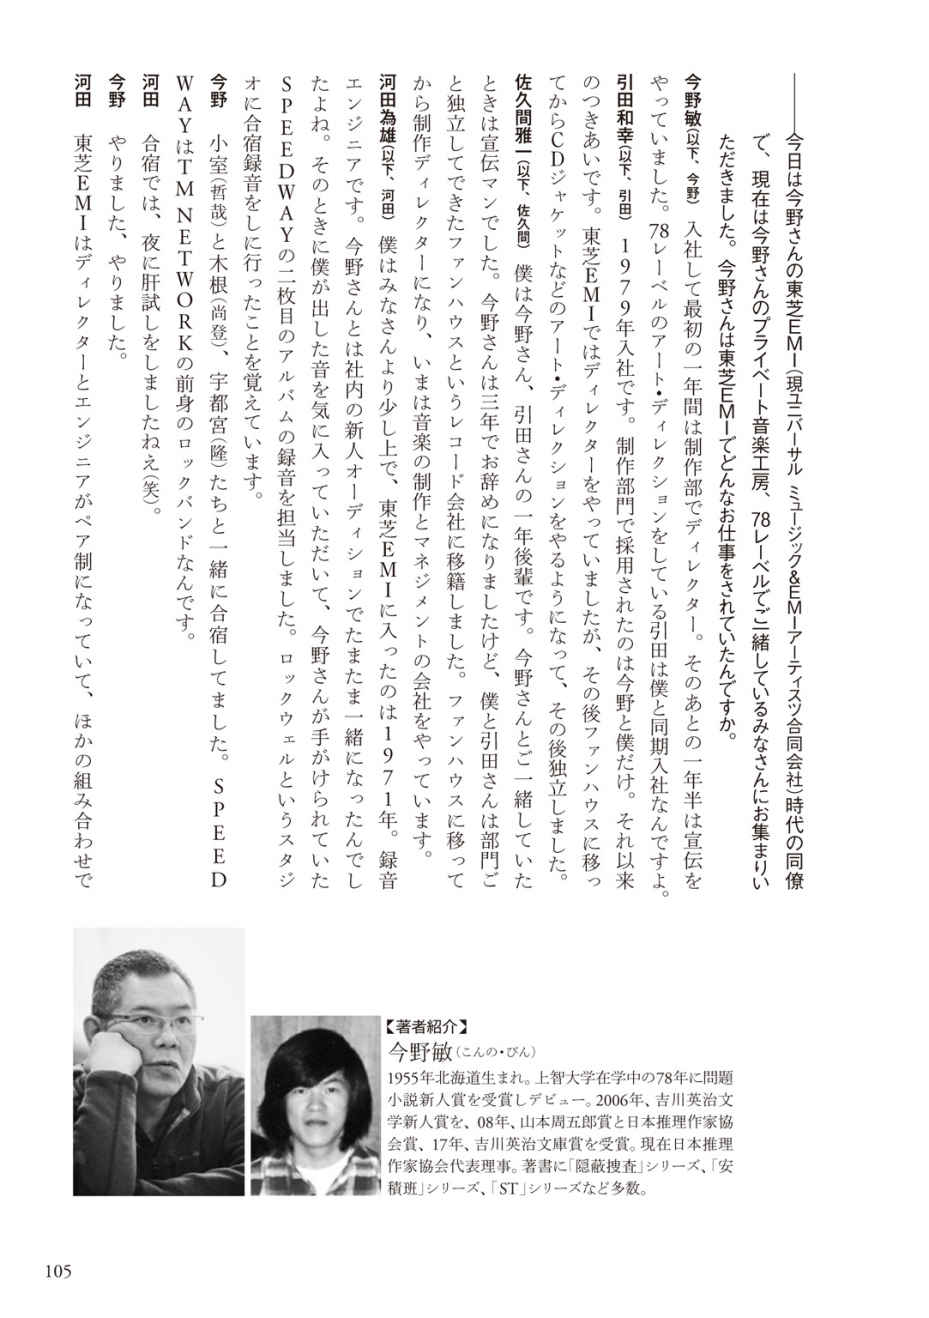 ――今日は今野さんの東芝EMI(現ユニバーサル ミュージック&EMIアーティスツ合同会社)時代の同僚
で、現在は今野さんのプライベート音楽工房、78レーベルでご一緒しているみなさんにお集まりい
ただきました。今野さんは東芝EMIでどんなお仕事をされていたんですか。
今野敏(以下、今野) 入社して最初の一年間は制作部でディレクター。そのあとの一年半は宣伝を
やっていました。78レーベルのアート・ディレクションをしている引田は僕と同期入社なんですよ。
引田和幸(以下、引田) 1979年入社です。制作部門で採用されたのは今野と僕だけ。それ以来
のつきあいです。東芝EMIではディレクターをやっていましたが、その後ファンハウスに移っ
てからCDジャケットなどのアート・ディレクションをやるようになって、その後独立しました。
佐久間雅一(以下、佐久間) 僕は今野さん、引田さんの一年後輩です。今野さんとご一緒していた
ときは宣伝マンでした。今野さんは三年でお辞めになりましたけど、僕と引田さんは部門ご
と独立してできたファンハウスというレコード会社に移籍しました。ファンハウスに移って
から制作ディレクターになり、いまは音楽の制作とマネジメントの会社をやっています。
河田為雄(以下、河田) 僕はみなさんより少し上で、東芝EMIに入ったのは1971年。録音
エンジニアです。今野さんとは社内の新人オーディションでたまたま一緒になったんでし
たよね。そのときに僕が出した音を気に入っていただいて、今野さんが手がけられていた
SPEEDWAYの二枚目のアルバムの録音を担当しました。ロックウェルというスタジ
オに合宿録音をしに行ったことを覚えています。
今野 小室(哲哉)と木根(尚登)、宇都宮(隆)たちと一緒に合宿してました。SPEED
WAYはTM NETWORKの前身のロックバンドなんです。
河田 合宿では、夜に肝試しをしましたねえ(笑)。
今野 やりました、やりました。
河田 東芝EMIはディレクターとエンジニアがペア制になっていて、ほかの組み合わせで
【著者紹介】
今野敏(こんの・びん)
1955年北海道生まれ。上智大学在学中の78年に問題
小説新人賞を受賞しデビュー。2006年、吉川英治文
学新人賞を、08年、山本周五郎賞と日本推理作家協
会賞、17年、吉川英治文庫賞を受賞。現在日本推理
作家協会代表理事。著書に「隠蔽捜査」シリーズ、「安
積班」シリーズ、「ST」シリーズなど多数。
105